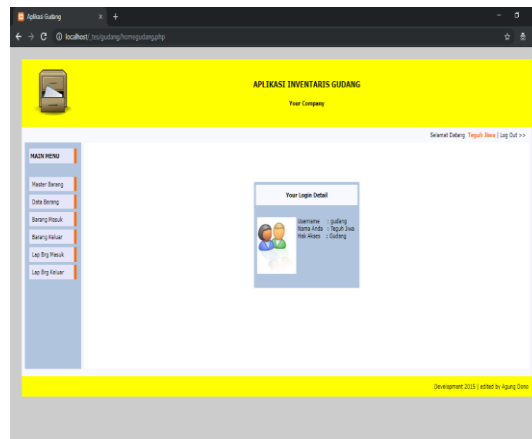 Aplikasi Gudang
localhost/_tes/gudang/homegudang.php
APLIKASI INVENTARIS GUDANG
Your Company
Selamat Datang Teguh Jiwa | Log Out >>
MAIN MENU
Master Barang
Data Barang
Barang Masuk
Barang Keluar
Lap Brg Masuk
Lap Brg Keluar
Your Login Detail
Username : gudang
Nama Anda : Teguh Jiwa
Hak Akses : Gudang
Development 2015 | edited by Agung Dono